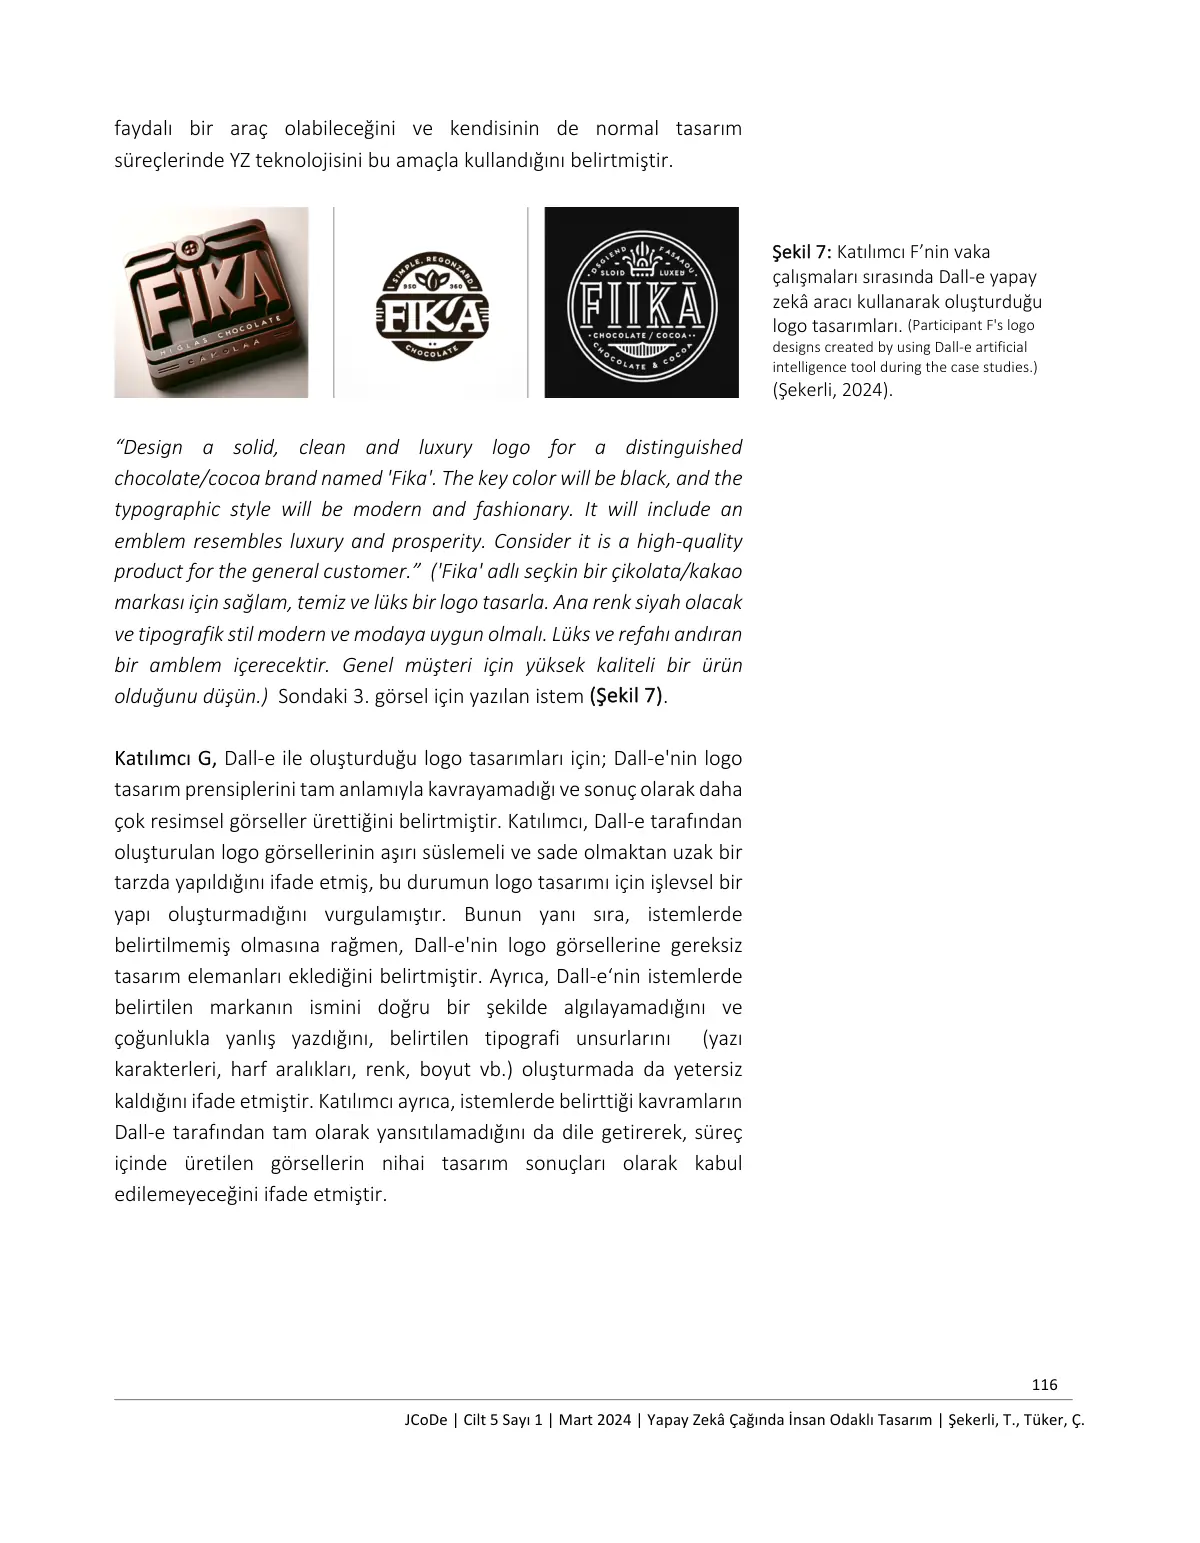 faydalı bir araç olabileceğini ve kendisinin de normal tasarım
süreçlerinde YZ teknolojisini bu amaçla kullandığını belirtmiştir.
FIKA
HIGLAS CHOCOLATE
CAKOLAA
SIMPLE, REGONZABD
950 960
FIKA
CHOCOLATE
DSGIEND FASAAOU
SLOID LUXEU
FIIKA
CHOCOLATE / COCOA
CHOCOLATE & COCOA
Şekil 7: Katılımcı F’nin vaka
çalışmaları sırasında Dall-e yapay
zekâ aracı kullanarak oluşturduğu
logo tasarımları. (Participant F's logo
designs created by using Dall-e artificial
intelligence tool during the case studies.)
(Şekerli, 2024).
“Design a solid, clean and luxury logo for a distinguished
chocolate/cocoa brand named 'Fika'. The key color will be black, and the
typographic style will be modern and fashionary. It will include an
emblem resembles luxury and prosperity. Consider it is a high-quality
product for the general customer.” ('Fika' adlı seçkin bir çikolata/kakao
markası için sağlam, temiz ve lüks bir logo tasarla. Ana renk siyah olacak
ve tipografik stil modern ve modaya uygun olmalı. Lüks ve refahı andıran
bir amblem içerecektir. Genel müşteri için yüksek kaliteli bir ürün
olduğunu düşün.) Sondaki 3. görsel için yazılan istem (Şekil 7).
Katılımcı G, Dall-e ile oluşturduğu logo tasarımları için; Dall-e'nin logo
tasarım prensiplerini tam anlamıyla kavrayamadığı ve sonuç olarak daha
çok resimsel görseller ürettiğini belirtmiştir. Katılımcı, Dall-e tarafından
oluşturulan logo görsellerinin aşırı süslemeli ve sade olmaktan uzak bir
tarzda yapıldığını ifade etmiş, bu durumun logo tasarımı için işlevsel bir
yapı oluşturmadığını vurgulamıştır. Bunun yanı sıra, istemlerde
belirtilmemiş olmasına rağmen, Dall-e'nin logo görsellerine gereksiz
tasarım elemanları eklediğini belirtmiştir. Ayrıca, Dall-e‘nin istemlerde
belirtilen markanın ismini doğru bir şekilde algılayamadığını ve
çoğunlukla yanlış yazdığını, belirtilen tipografi unsurlarını (yazı
karakterleri, harf aralıkları, renk, boyut vb.) oluşturmada da yetersiz
kaldığını ifade etmiştir. Katılımcı ayrıca, istemlerde belirttiği kavramların
Dall-e tarafından tam olarak yansıtılamadığını da dile getirerek, süreç
içinde üretilen görsellerin nihai tasarım sonuçları olarak kabul
edilemeyeceğini ifade etmiştir.
116
JCoDe | Cilt 5 Sayı 1 | Mart 2024 | Yapay Zekâ Çağında İnsan Odaklı Tasarım | Şekerli, T., Tüker, Ç.